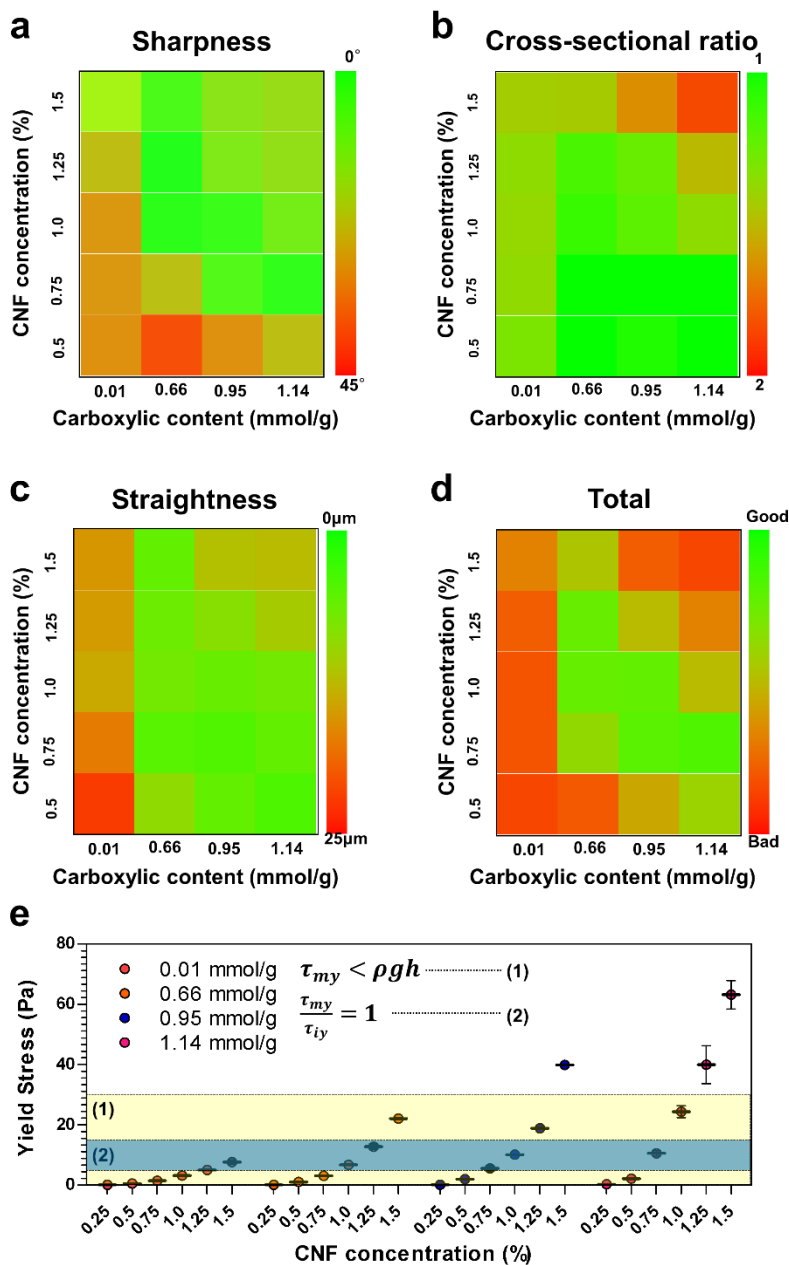 a
Sharpness
0°
CNF concentration (%)
1.5
1.25
1.0
0.75
0.5
0.01 0.66 0.95 1.14
45°
Carboxylic content (mmol/g)
b
Cross-sectional ratio
1
CNF concentration (%)
1.5
1.25
1.0
0.75
0.5
0.01 0.66 0.95 1.14
2
Carboxylic content (mmol/g)
c
Straightness
0μm
CNF concentration (%)
1.5
1.25
1.0
0.75
0.5
0.01 0.66 0.95 1.14
25μm
Carboxylic content (mmol/g)
d
Total
Good
CNF concentration (%)
1.5
1.25
1.0
0.75
0.5
0.01 0.66 0.95 1.14
Bad
Carboxylic content (mmol/g)
e
Yield Stress (Pa)
80
60
40
20
0
0.01 mmol/g
0.66 mmol/g
0.95 mmol/g
1.14 mmol/g
τmy < ρgh (1)
τmy/τiy = 1 (2)
(1)
(2)
0.25 0.5 0.75 1.0 1.25 1.5 0.25 0.5 0.75 1.0 1.25 1.5 0.25 0.5 0.75 1.0 1.25 1.5 0.25 0.5 0.75 1.0 1.25 1.5
CNF concentration (%)